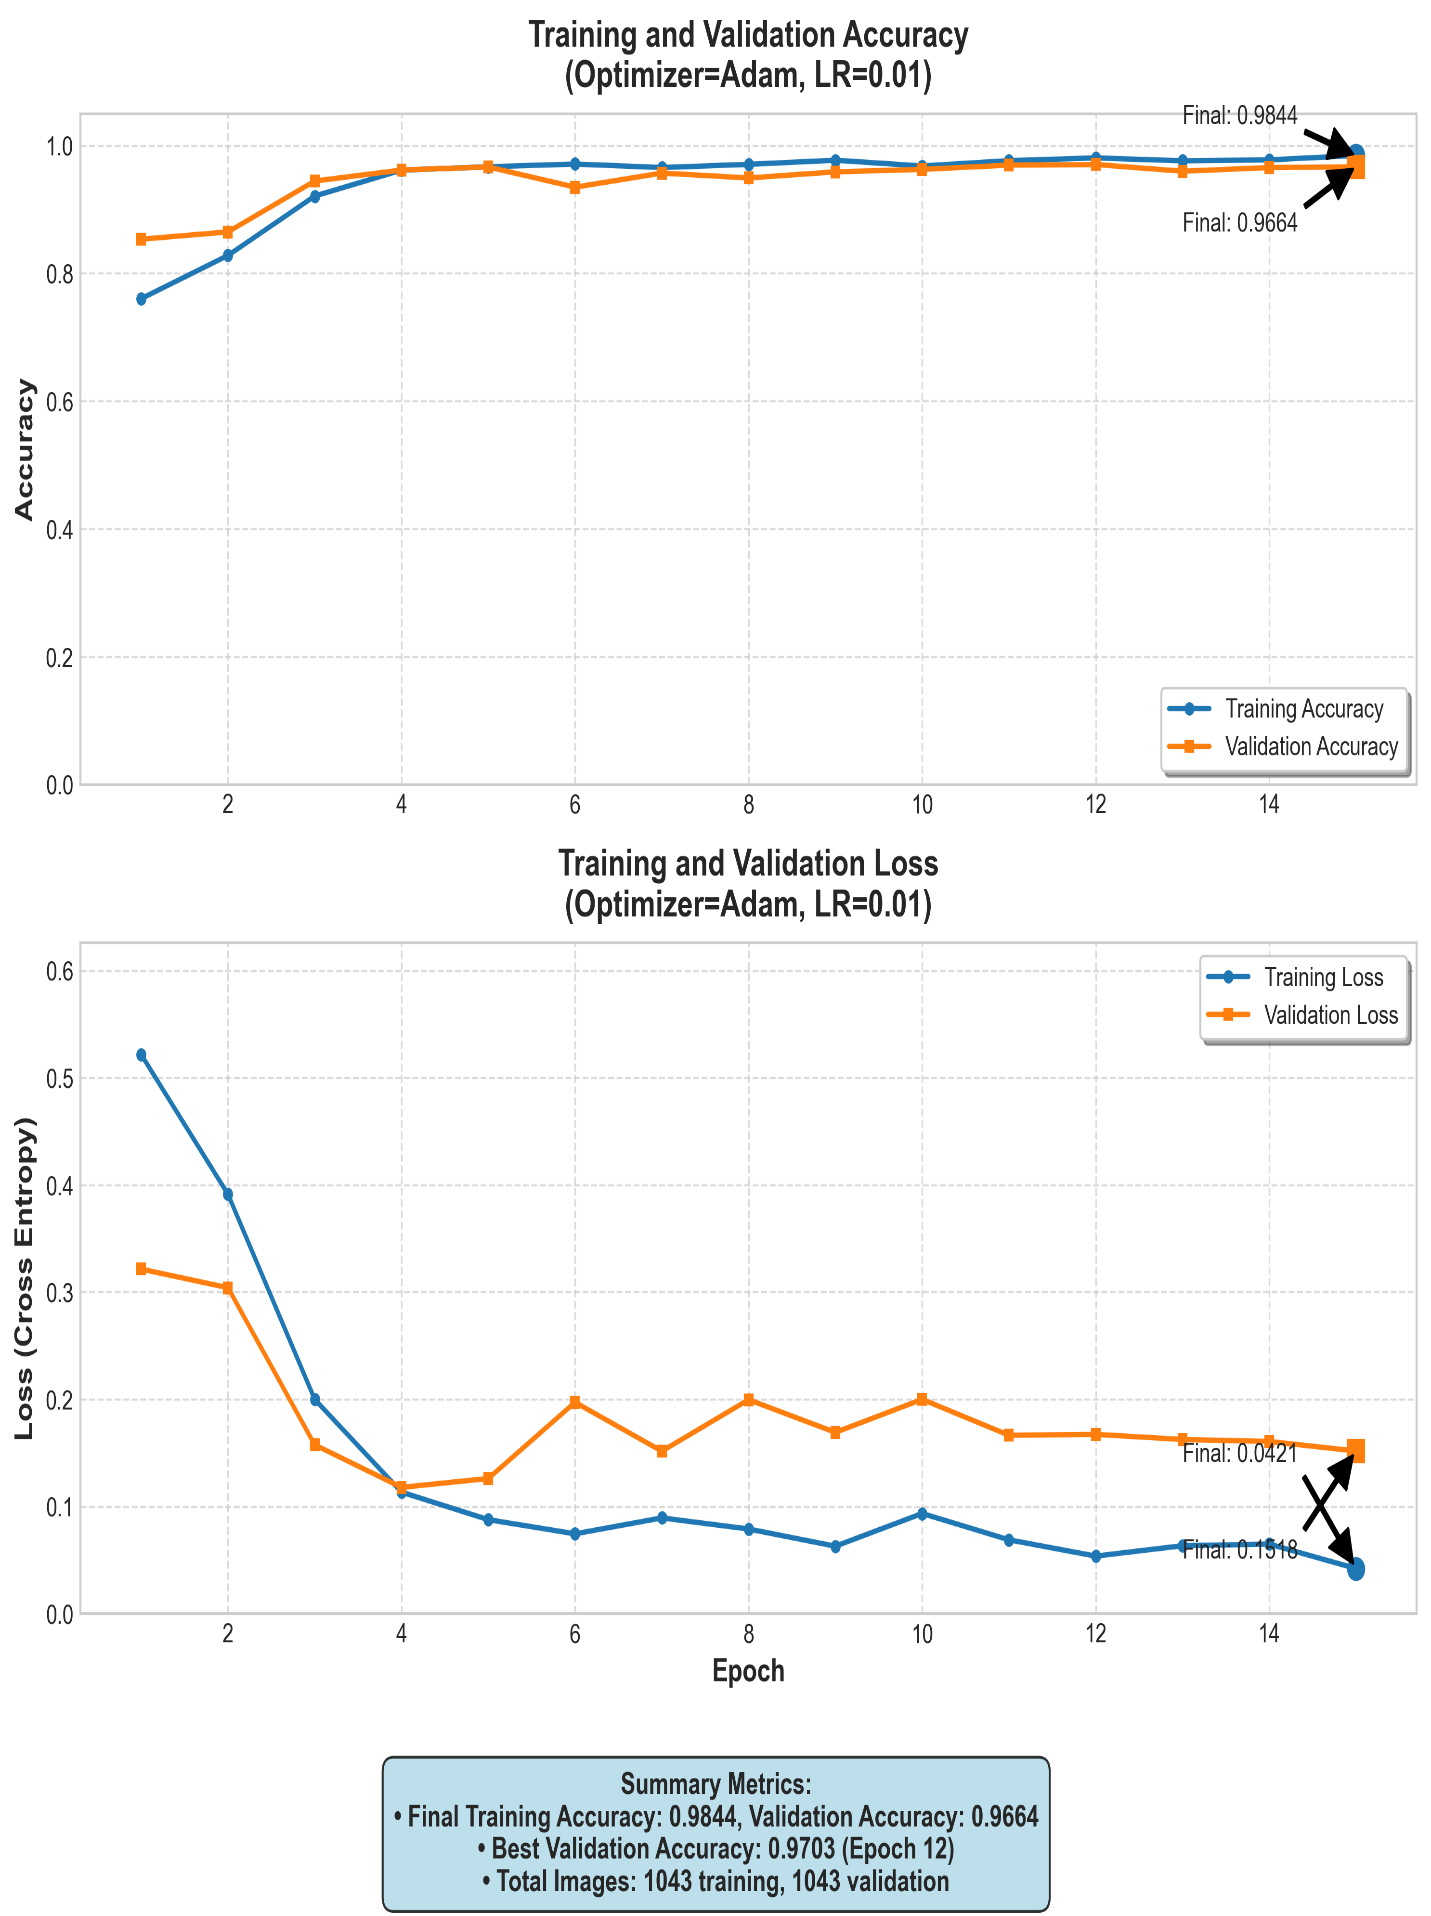 Training and Validation Accuracy
(Optimizer=Adam, LR=0.01)
Final: 0.9844
Final: 0.9664
1.0
0.8
0.6
0.4
0.2
0.0
Accuracy
Training Accuracy
Validation Accuracy
2 4 6 8 10 12 14
Training and Validation Loss
(Optimizer=Adam, LR=0.01)
0.6
0.5
0.4
0.3
0.2
0.1
0.0
Loss (Cross Entropy)
Training Loss
Validation Loss
Final: 0.0421
Final: 0.1518
2 4 6 8 10 12 14
Epoch
Summary Metrics:
• Final Training Accuracy: 0.9844, Validation Accuracy: 0.9664
• Best Validation Accuracy: 0.9703 (Epoch 12)
• Total Images: 1043 training, 1043 validation